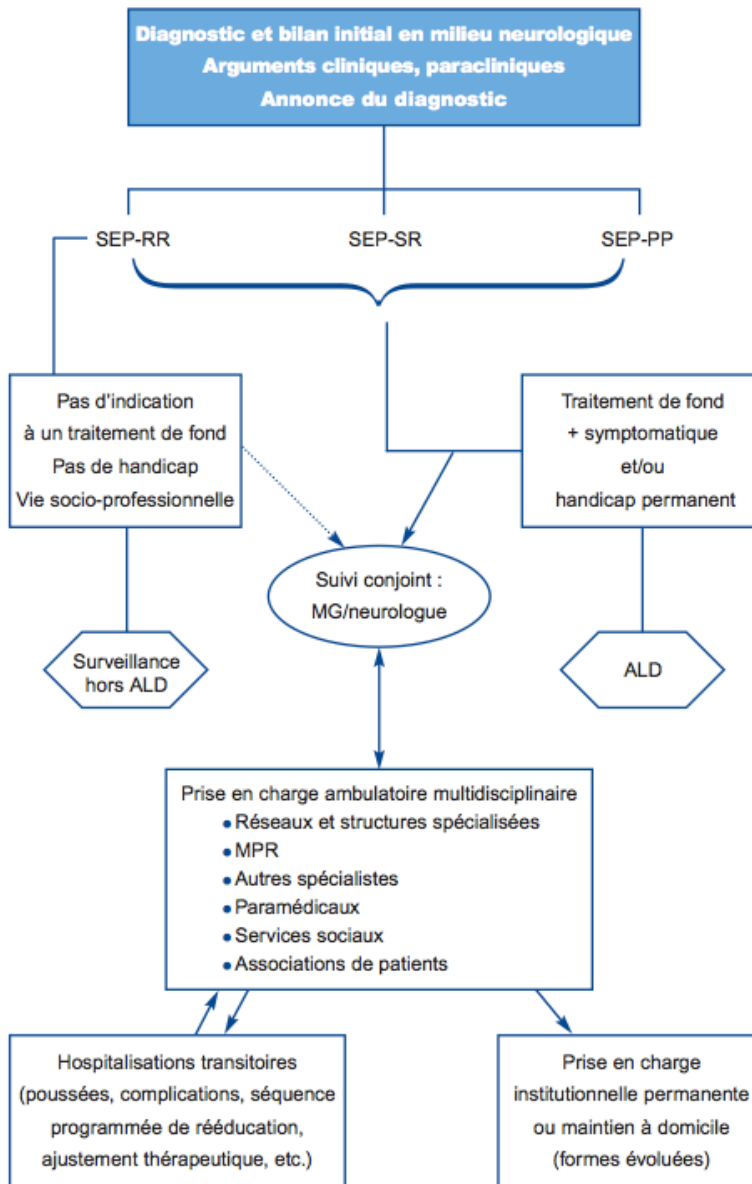 Diagnostic et bilan initial en milieu neurologique
Arguments cliniques, paracliniques
Annonce du diagnostic
SEP-RR
SEP-SR
SEP-PP
Pas d'indication
à un traitement de fond
Pas de handicap
Vie socio-professionnelle
Traitement de fond
+ symptomatique
et/ou
handicap permanent
Suivi conjoint :
MG/neurologue
Surveillance
hors ALD
ALD
Prise en charge ambulatoire multidisciplinaire
• Réseaux et structures spécialisées
• MPR
• Autres spécialistes
• Paramédicaux
• Services sociaux
• Associations de patients
Hospitalisations transitoires
(poussées, complications, séquence
programmée de rééducation,
ajustement thérapeutique, etc.)
Prise en charge
institutionnelle permanente
ou maintien à domicile
(formes évoluées)